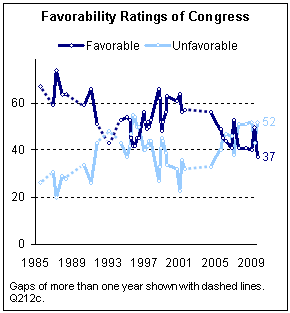 Favorability Ratings of Congress
Favorable Unfavorable
60
40
20
0
52
37
1985 1989 1993 1997 2001 2005 2009
Gaps of more than one year shown with dashed lines.
Q212c.